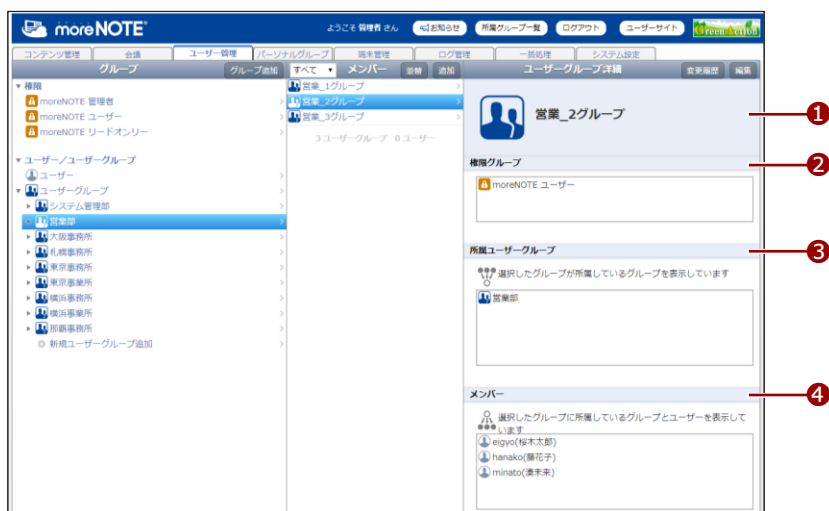 moreNOTE
ようこそ 管理者 さん
お知らせ
所属グループ一覧
ログアウト
ユーザーサイト
Green Action
コンテンツ管理
会議
ユーザー管理
パーソナルグループ
端末管理
ログ管理
一括処理
システム設定
グループ
グループ追加
▼権限
moreNOTE 管理者
moreNOTE ユーザー
moreNOTE リードオンリー
▼ユーザー／ユーザーグループ
ユーザー
ユーザーグループ
システム管理部
営業部
大阪事務所
札幌事務所
東京事務所
東京事業所
横浜事務所
横浜事業所
那覇事務所
新規ユーザーグループ追加
すべて
メンバー
並替
追加
営業_1グループ
営業_2グループ
営業_3グループ
3 ユーザーグループ 0 ユーザー
ユーザーグループ詳細
変更履歴
編集
営業_2グループ
1
権限グループ
2
moreNOTE ユーザー
所属ユーザーグループ
3
選択したグループが所属しているグループを表示しています
営業部
メンバー
4
選択したグループに所属しているグループとユーザーを表示して
います
eigyo(桜木太郎)
hanako(藤花子)
minato(湊未来)